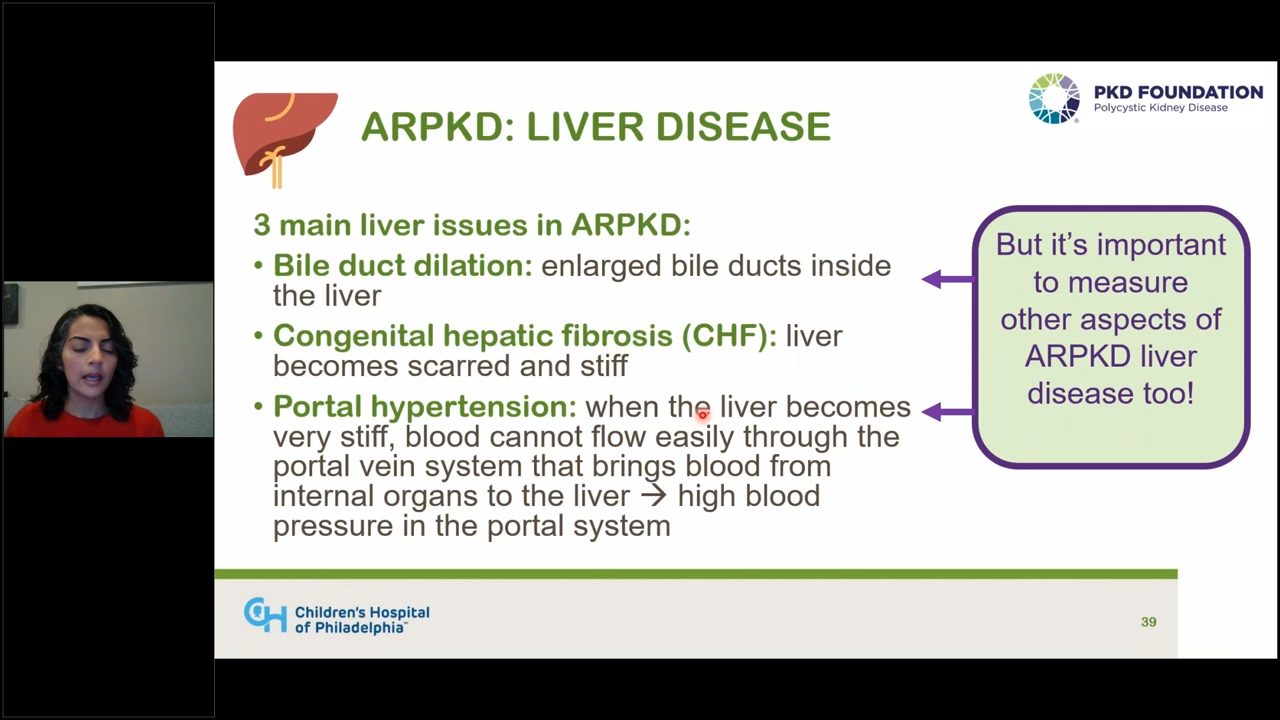 PKD FOUNDATION
Polycystic Kidney Disease
ARPKD: LIVER DISEASE
3 main liver issues in ARPKD:
• Bile duct dilation: enlarged bile ducts inside
the liver
• Congenital hepatic fibrosis (CHF): liver
becomes scarred and stiff
• Portal hypertension: when the liver becomes
very stiff, blood cannot flow easily through the
portal vein system that brings blood from
internal organs to the liver → high blood
pressure in the portal system
But it's important
to measure
other aspects of
ARPKD liver
disease too!
CH Children's Hospital
of Philadelphia℠
39